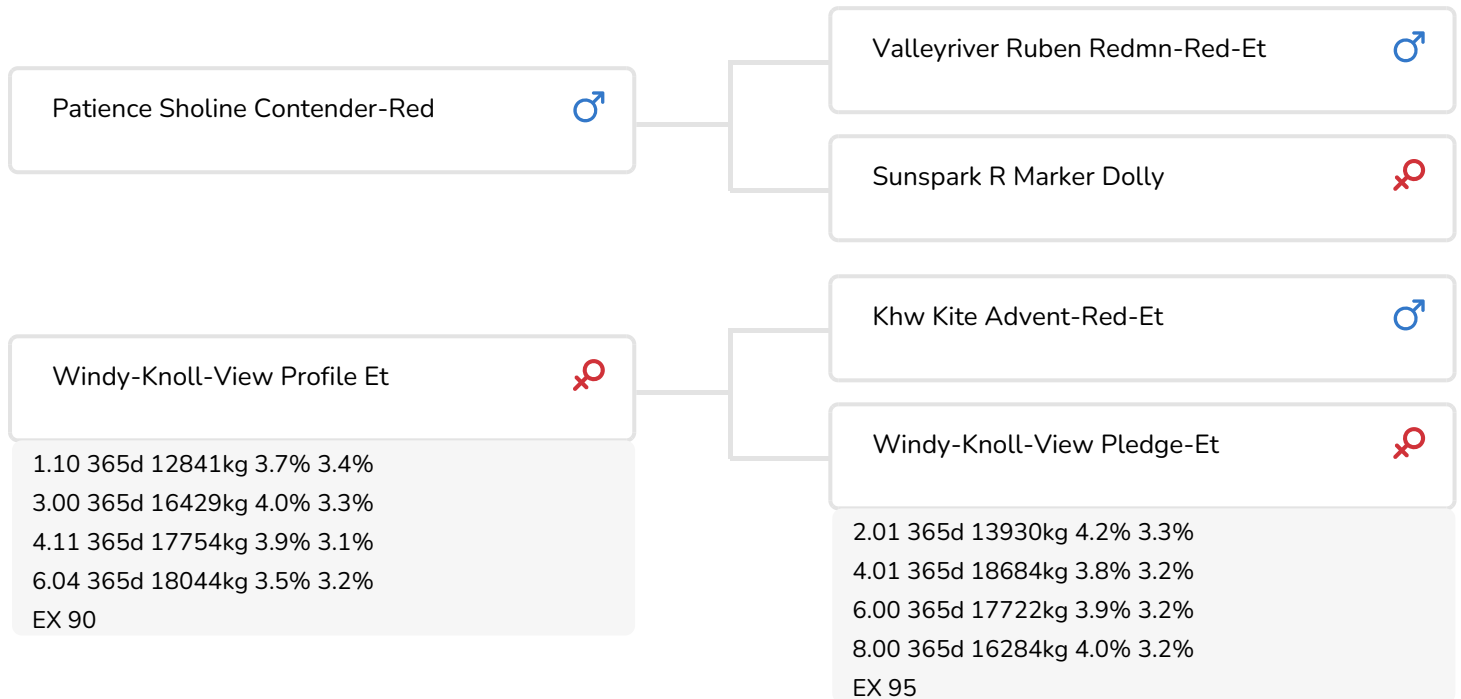 Patience Sholine Contender-Red
Valleyriver Ruben Redmn-Red-Et
Sunspark R Marker Dolly
Windy-Knoll-View Profile Et
1.10 365d 12841kg 3.7% 3.4%
3.00 365d 16429kg 4.0% 3.3%
4.11 365d 17754kg 3.9% 3.1%
6.04 365d 18044kg 3.5% 3.2%
EX 90
Khw Kite Advent-Red-Et
Windy-Knoll-View Pledge-Et
2.01 365d 13930kg 4.2% 3.3%
4.01 365d 18684kg 3.8% 3.2%
6.00 365d 17722kg 3.9% 3.2%
8.00 365d 16284kg 4.0% 3.2%
EX 95